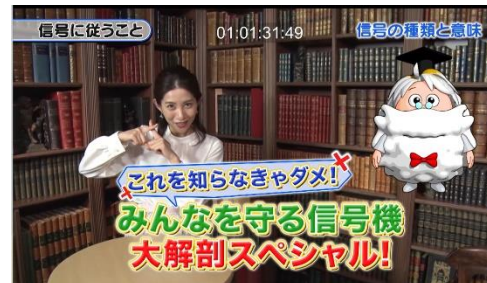 信号に従うこと
01:01:31:49
信号の種類と意味
これを知らなきゃダメ!
みんなを守る信号機
大解剖スペシャル!